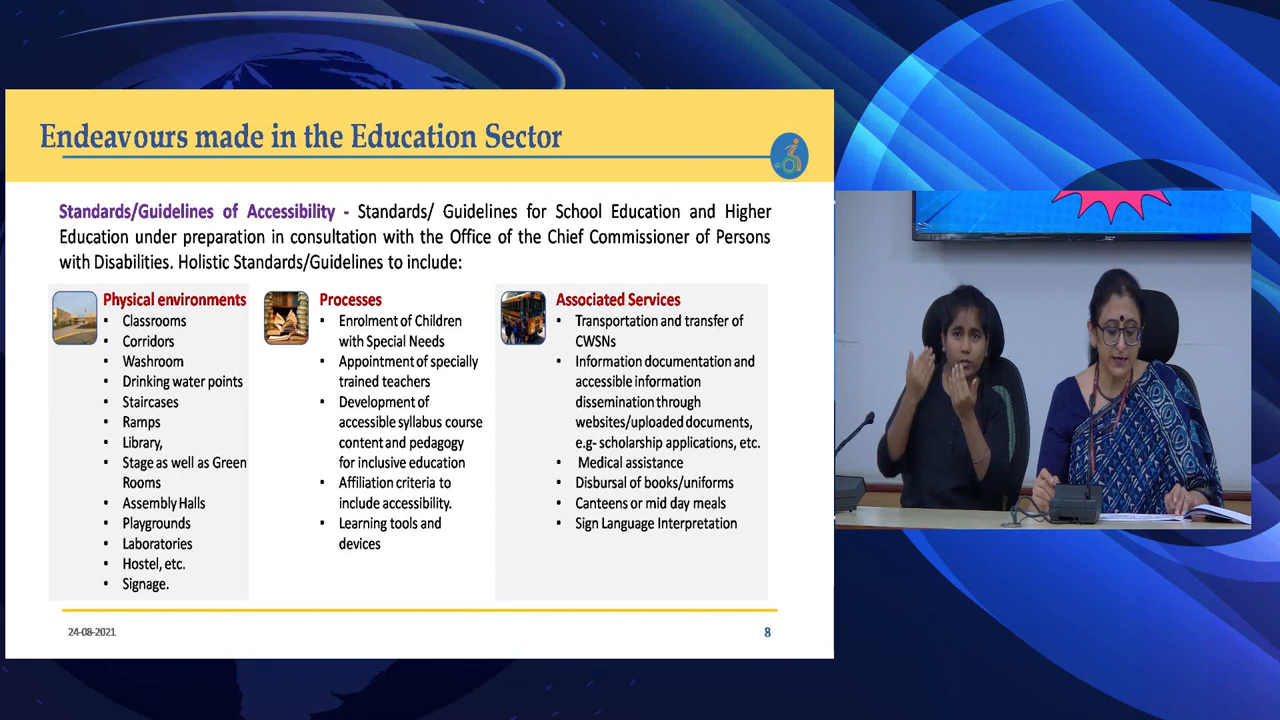 Endeavours made in the Education Sector
Standards/Guidelines of Accessibility - Standards/ Guidelines for School Education and Higher
Education under preparation in consultation with the Office of the Chief Commissioner of Persons
with Disabilities. Holistic Standards/Guidelines to include:
Physical environments
• Classrooms
• Corridors
• Washroom
• Drinking water points
• Staircases
• Ramps
• Library,
• Stage as well as Green
Rooms
• Assembly Halls
• Playgrounds
• Laboratories
• Hostel, etc.
• Signage.
Processes
• Enrolment of Children
with Special Needs
• Appointment of specially
trained teachers
• Development of
accessible syllabus course
content and pedagogy
for inclusive education
• Affiliation criteria to
include accessibility.
• Learning tools and
devices
Associated Services
• Transportation and transfer of
CWSNs
• Information documentation and
accessible information
dissemination through
websites/uploaded documents,
e.g- scholarship applications, etc.
• Medical assistance
• Disbursal of books/uniforms
• Canteens or mid day meals
• Sign Language Interpretation
24-08-2021
8